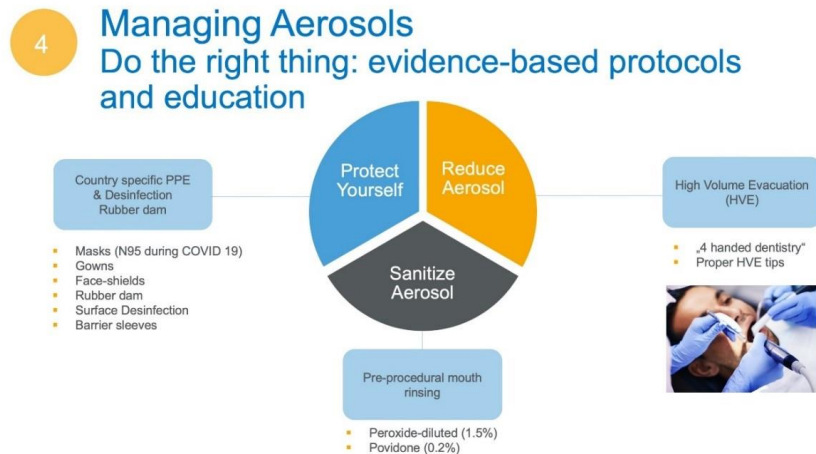 4
Managing Aerosols
Do the right thing: evidence-based protocols
and education
Country specific PPE
& Desinfection
Rubber dam
Masks (N95 during COVID 19)
Gowns
Face-shields
Rubber dam
Surface Desinfection
Barrier sleeves
Protect
Yourself
Reduce
Aerosol
Sanitize
Aerosol
High Volume Evacuation
(HVE)
„4 handed dentistry“
Proper HVE tips
Pre-procedural mouth
rinsing
Peroxide-diluted (1.5%)
Povidone (0.2%)